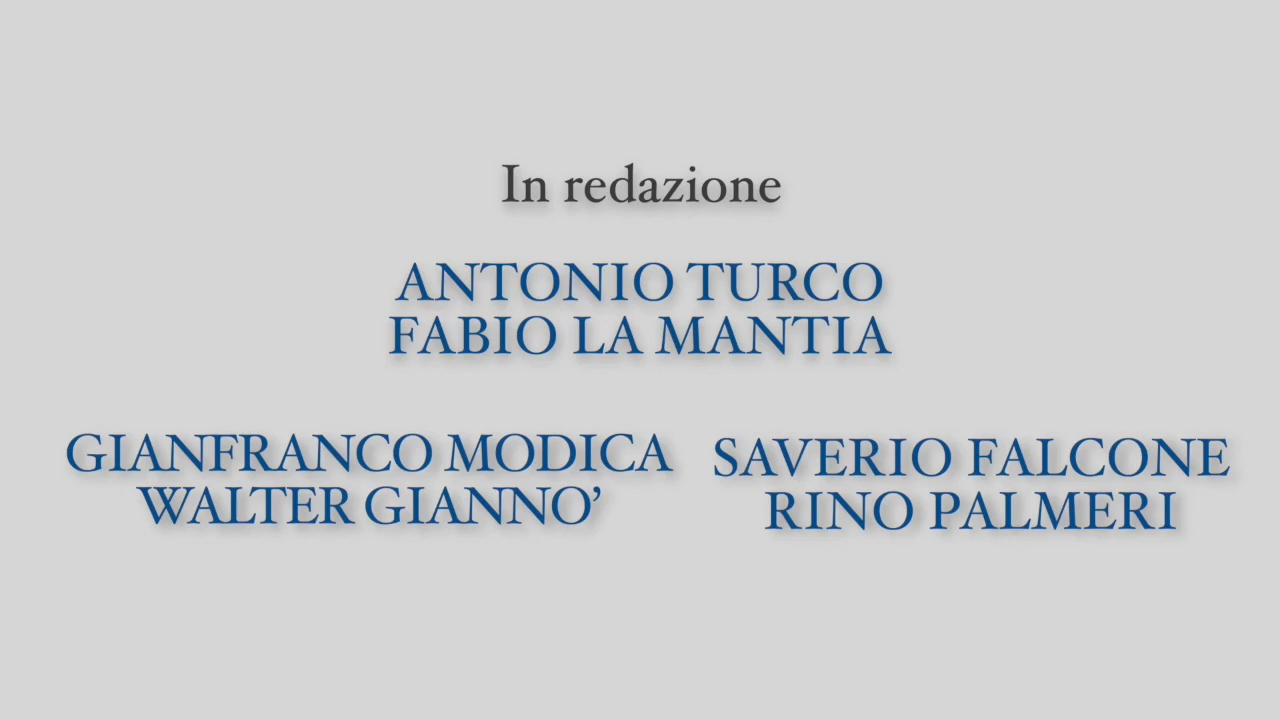 In redazione
ANTONIO TURCO
FABIO LA MANTIA
GIANFRANCO MODICA
WALTER GIANNO’
SAVERIO FALCONE
RINO PALMERI